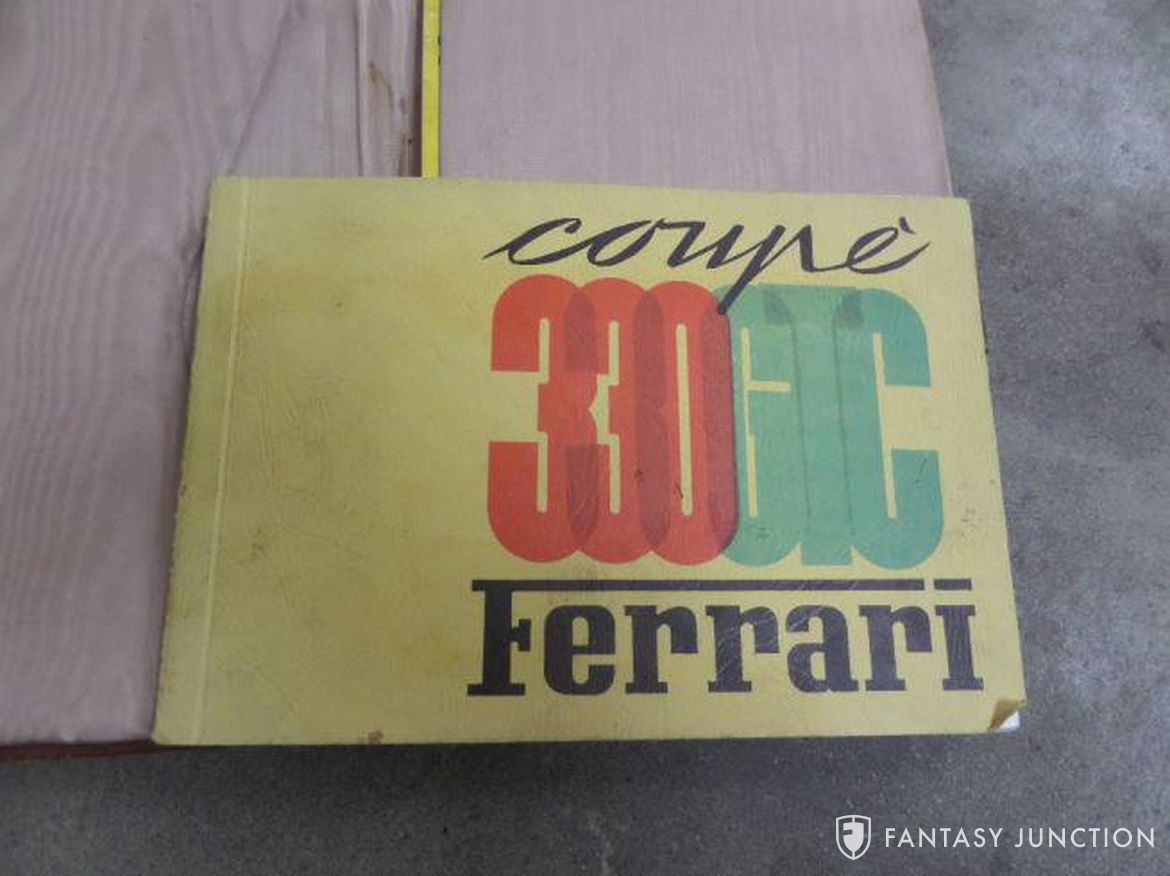 coupè
330GTC
Ferrari
FANTASY JUNCTION